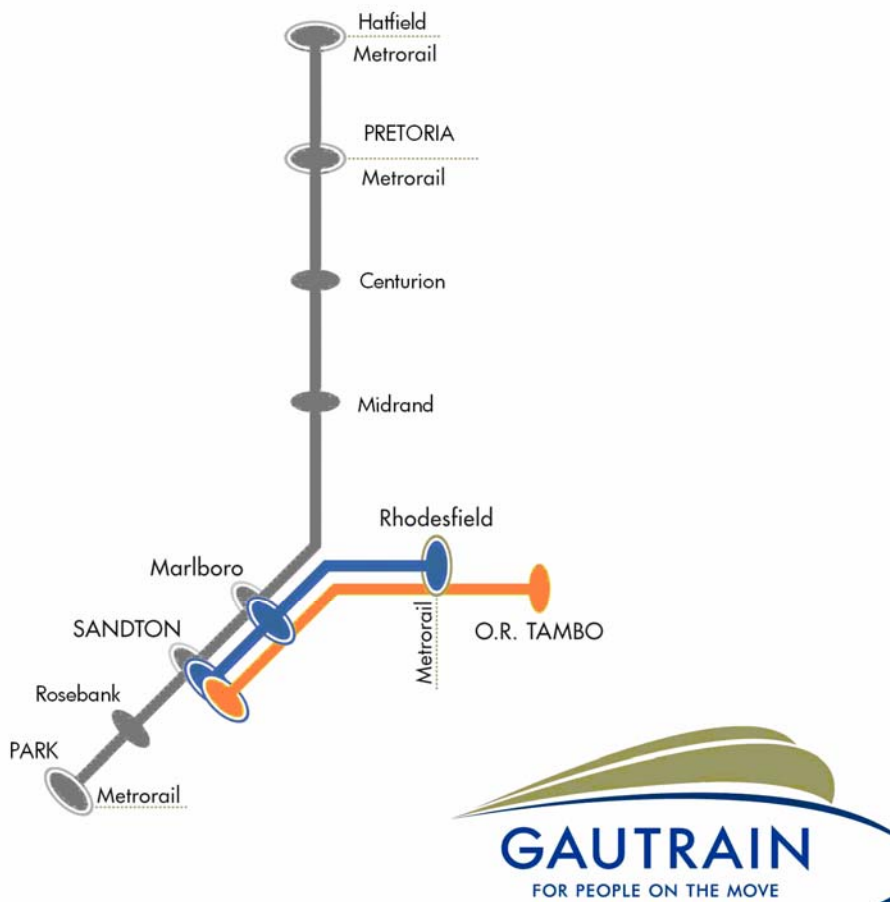 Hatfield
Metrorail
PRETORIA
Metrorail
Centurion
Midrand
Rhodesfield
Marlboro
Metrorail
O.R. TAMBO
SANDTON
Rosebank
PARK
Metrorail
GAUTRAIN
FOR PEOPLE ON THE MOVE